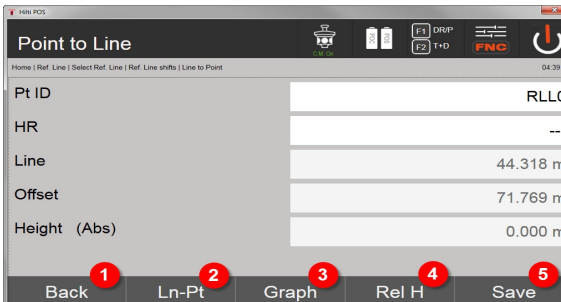 Hilti POS
Point to Line
C.M. On
POC
POS
F1 DR/P
F2 T+D
FNC
Home | Ref. Line | Select Ref. Line | Ref. Line shifts | Line to Point
04:39
Pt ID RLL0
HR --
Line 44.318 m
Offset 71.769 m
Height (Abs) 0.000 m
1 2 3 4 5
Back Ln-Pt Graph Rel H Save